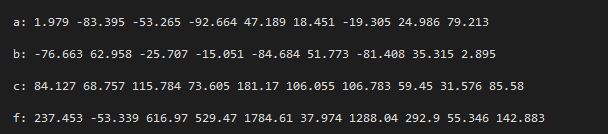 a: 1.979 -83.395 -53.265 -92.664 47.189 18.451 -19.305 24.986 79.213
b: -76.663 62.958 -25.707 -15.051 -84.684 51.773 -81.408 35.315 2.895
c: 84.127 68.757 115.784 73.605 181.17 106.055 106.783 59.45 31.576 85.58
f: 237.453 -53.339 616.97 529.47 1784.61 37.974 1288.04 292.9 55.346 142.883